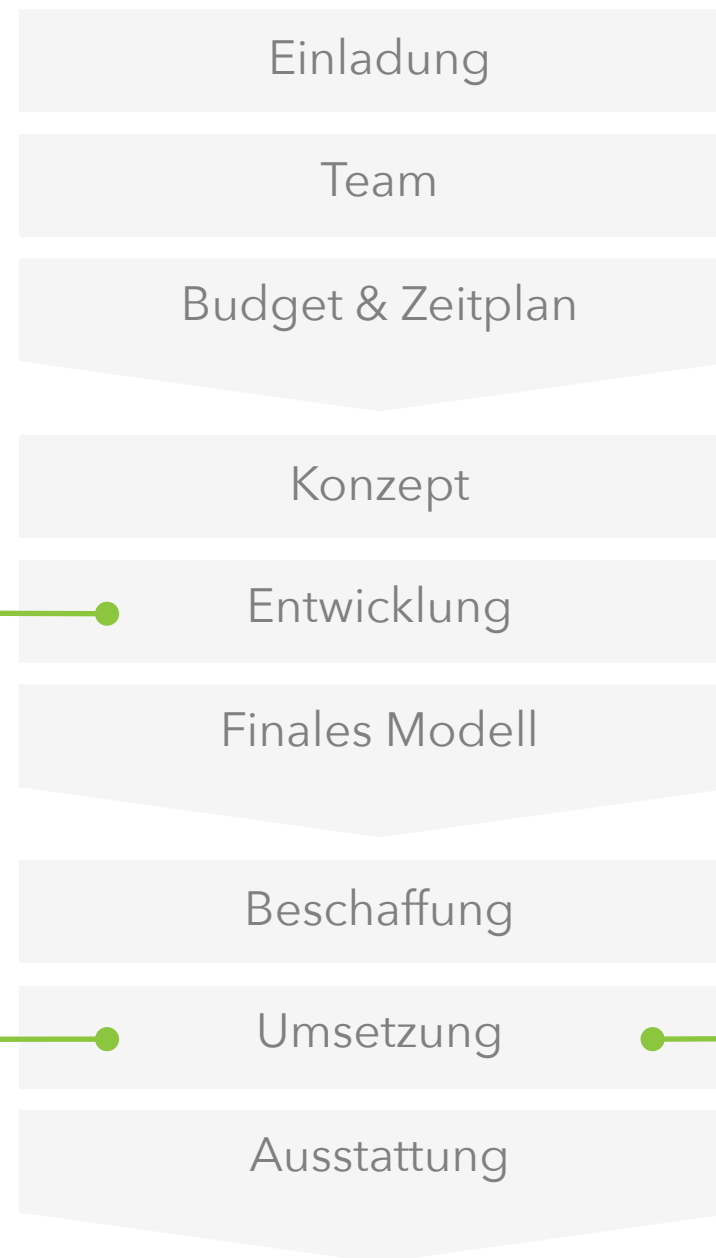 Einladung
Team
Budget & Zeitplan
Konzept
Entwicklung
Finales Modell
Beschaffung
Umsetzung
Ausstattung